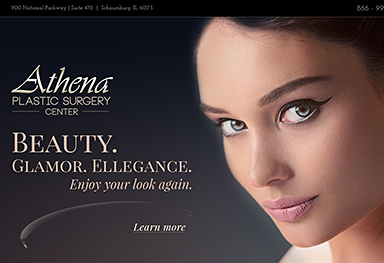 900 National Parkway | Suite 470 | Schaumburg, IL 60173
866 - 99
Athena
PLASTIC SURGERY
CENTER
BEAUTY.
GLAMOR. ELLEGANCE.
Enjoy your look again.
Learn more